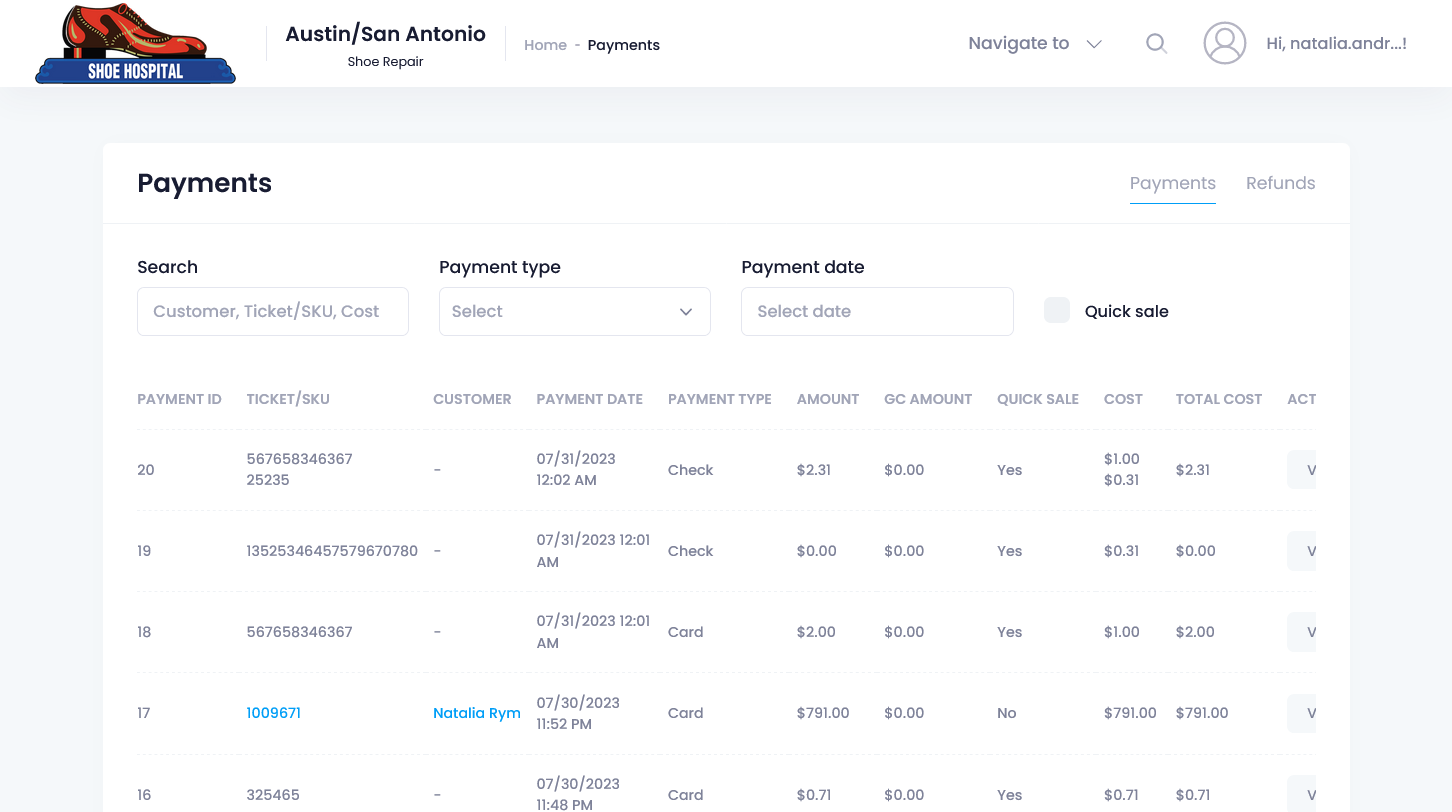 SHOE HOSPITAL
Austin/San Antonio
Shoe Repair
Home - Payments
Navigate to
Hi, natalia.andr...!
Payments
Payments Refunds
Search Payment type Payment date
Customer, Ticket/SKU, Cost Select Select date Quick sale
PAYMENT ID TICKET/SKU CUSTOMER PAYMENT DATE PAYMENT TYPE AMOUNT GC AMOUNT QUICK SALE COST TOTAL COST ACT
567658346367 07/31/2023 $1.00
20 - Check $2.31 $0.00 Yes $2.31 V
25235 12:02 AM $0.31
07/31/2023 12:01
19 13525346457579670780 - Check $0.00 $0.00 Yes $0.31 $0.00 V
AM
07/31/2023 12:01
18 567658346367 - Card $2.00 $0.00 Yes $1.00 $2.00 V
AM
07/30/2023
17 1009671 Natalia Rym Card $791.00 $0.00 No $791.00 $791.00 V
11:52 PM
07/30/2023
16 325465 - Card $0.71 $0.00 Yes $0.71 $0.71 V
11:48 PM